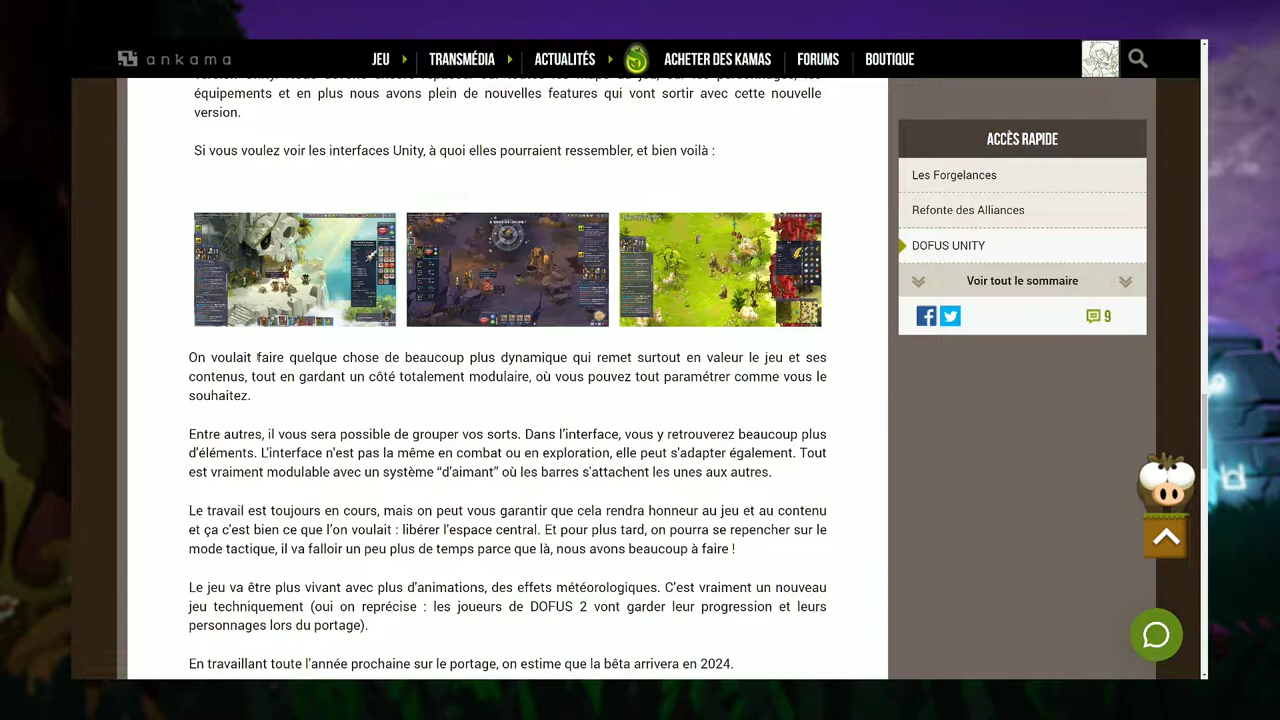 ankama
JEU
TRANSMÉDIA
ACTUALITÉS
ACHETER DES KAMAS
FORUMS
BOUTIQUE
équipements et en plus nous avons plein de nouvelles features qui vont sortir avec cette nouvelle
version.
Si vous voulez voir les interfaces Unity, à quoi elles pourraient ressembler, et bien voilà :
On voulait faire quelque chose de beaucoup plus dynamique qui remet surtout en valeur le jeu et ses
contenus, tout en gardant un côté totalement modulaire, où vous pouvez tout paramétrer comme vous le
souhaitez.
Entre autres, il vous sera possible de grouper vos sorts. Dans l'interface, vous y retrouverez beaucoup plus
d'éléments. L'interface n'est pas la même en combat ou en exploration, elle peut s'adapter également. Tout
est vraiment modulable avec un système “d'aimant” où les barres s'attachent les unes aux autres.
Le travail est toujours en cours, mais on peut vous garantir que cela rendra honneur au jeu et au contenu
et ça c'est bien ce que l'on voulait : libérer l'espace central. Et pour plus tard, on pourra se repencher sur le
mode tactique, il va falloir un peu plus de temps parce que là, nous avons beaucoup à faire !
Le jeu va être plus vivant avec plus d'animations, des effets météorologiques. C'est vraiment un nouveau
jeu techniquement (oui on reprécise : les joueurs de DOFUS 2 vont garder leur progression et leurs
personnages lors du portage).
En travaillant toute l'année prochaine sur le portage, on estime que la bêta arrivera en 2024.
ACCÈS RAPIDE
Les Forgelances
Refonte des Alliances
DOFUS UNITY
Voir tout le sommaire
9